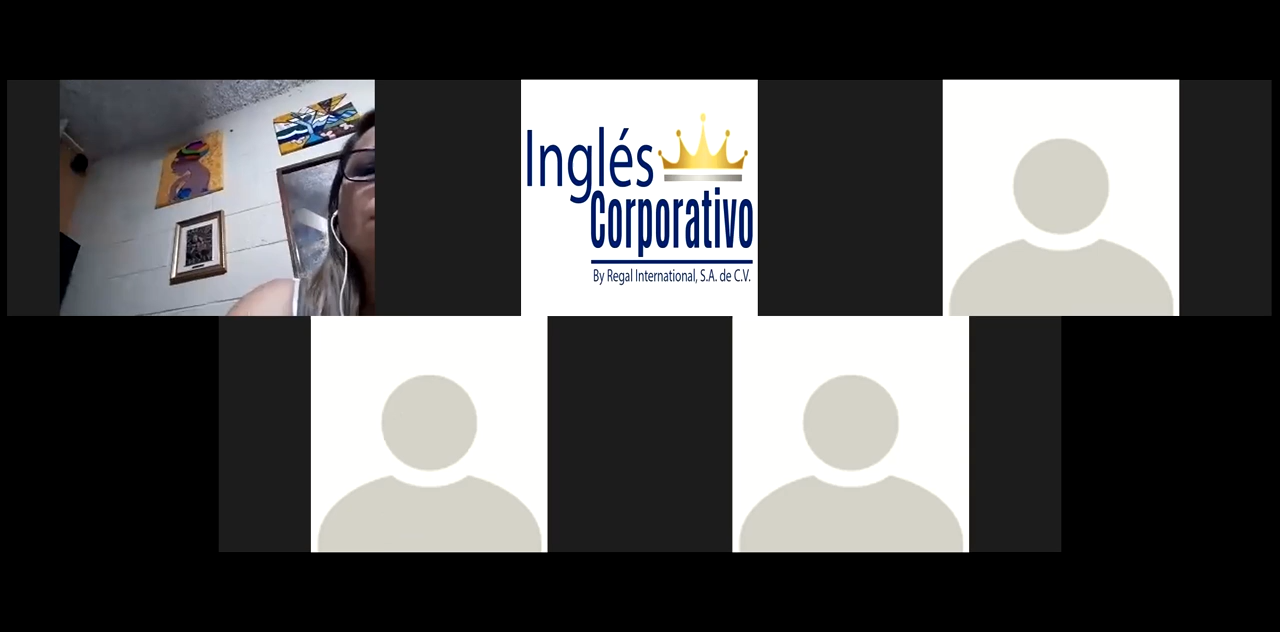 Inglés
Corporativo
By Regal International, S.A. de C.V.